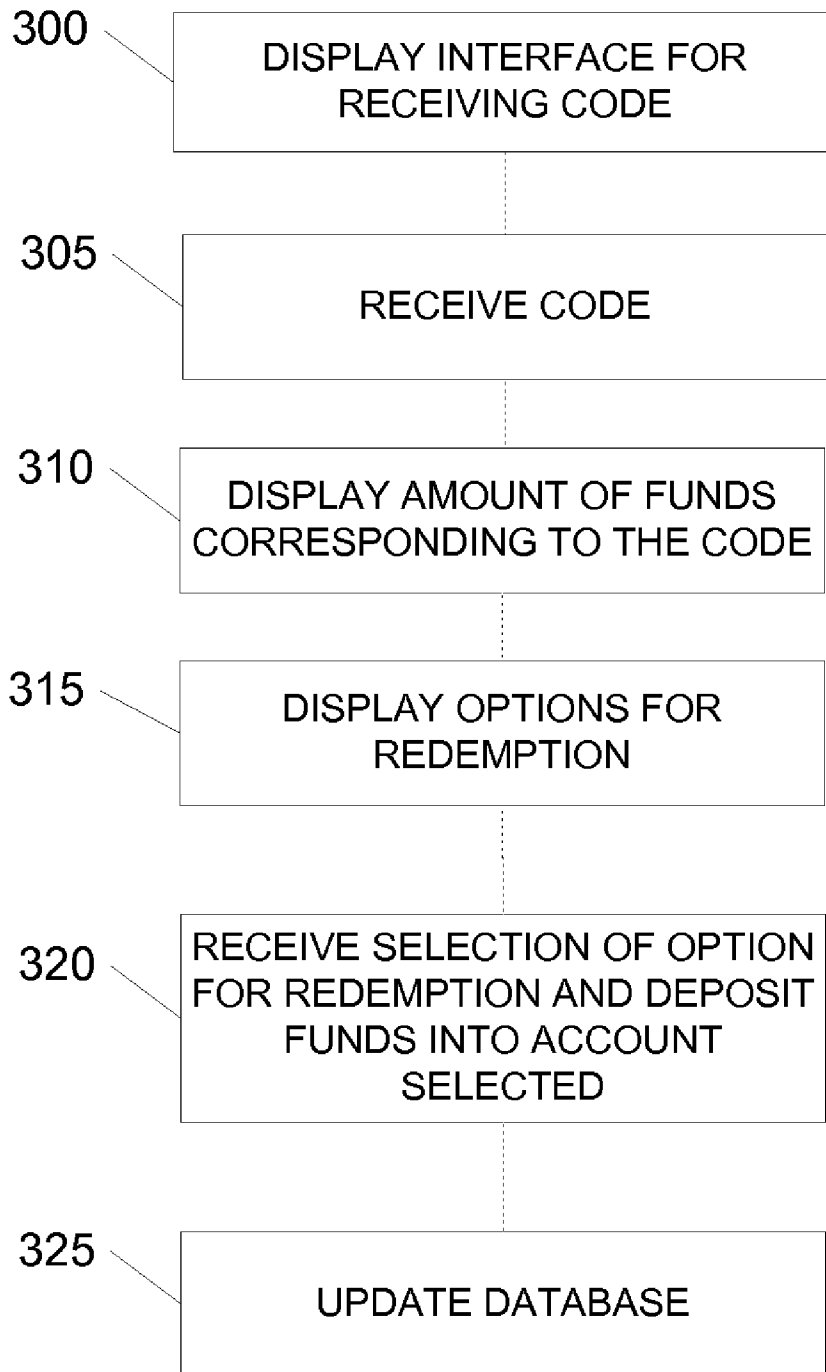 300
DISPLAY INTERFACE FOR
RECEIVING CODE
305
RECEIVE CODE
310
DISPLAY AMOUNT OF FUNDS
CORRESPONDING TO THE CODE
315
DISPLAY OPTIONS FOR
REDEMPTION
320
RECEIVE SELECTION OF OPTION
FOR REDEMPTION AND DEPOSIT
FUNDS INTO ACCOUNT
SELECTED
325
UPDATE DATABASE